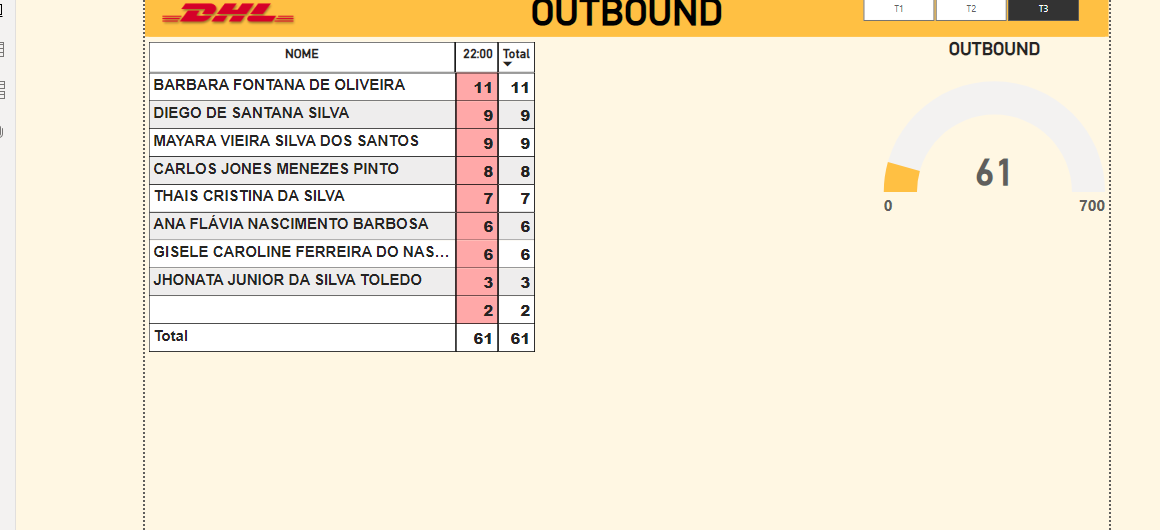 DHL
OUTBOUND
T1 T2 T3
NOME 22:00 Total
BARBARA FONTANA DE OLIVEIRA 11 11
DIEGO DE SANTANA SILVA 9 9
MAYARA VIEIRA SILVA DOS SANTOS 9 9
CARLOS JONES MENEZES PINTO 8 8
THAIS CRISTINA DA SILVA 7 7
ANA FLÁVIA NASCIMENTO BARBOSA 6 6
GISELE CAROLINE FERREIRA DO NAS... 6 6
JHONATA JUNIOR DA SILVA TOLEDO 3 3
2 2
Total 61 61
OUTBOUND
61
0 700